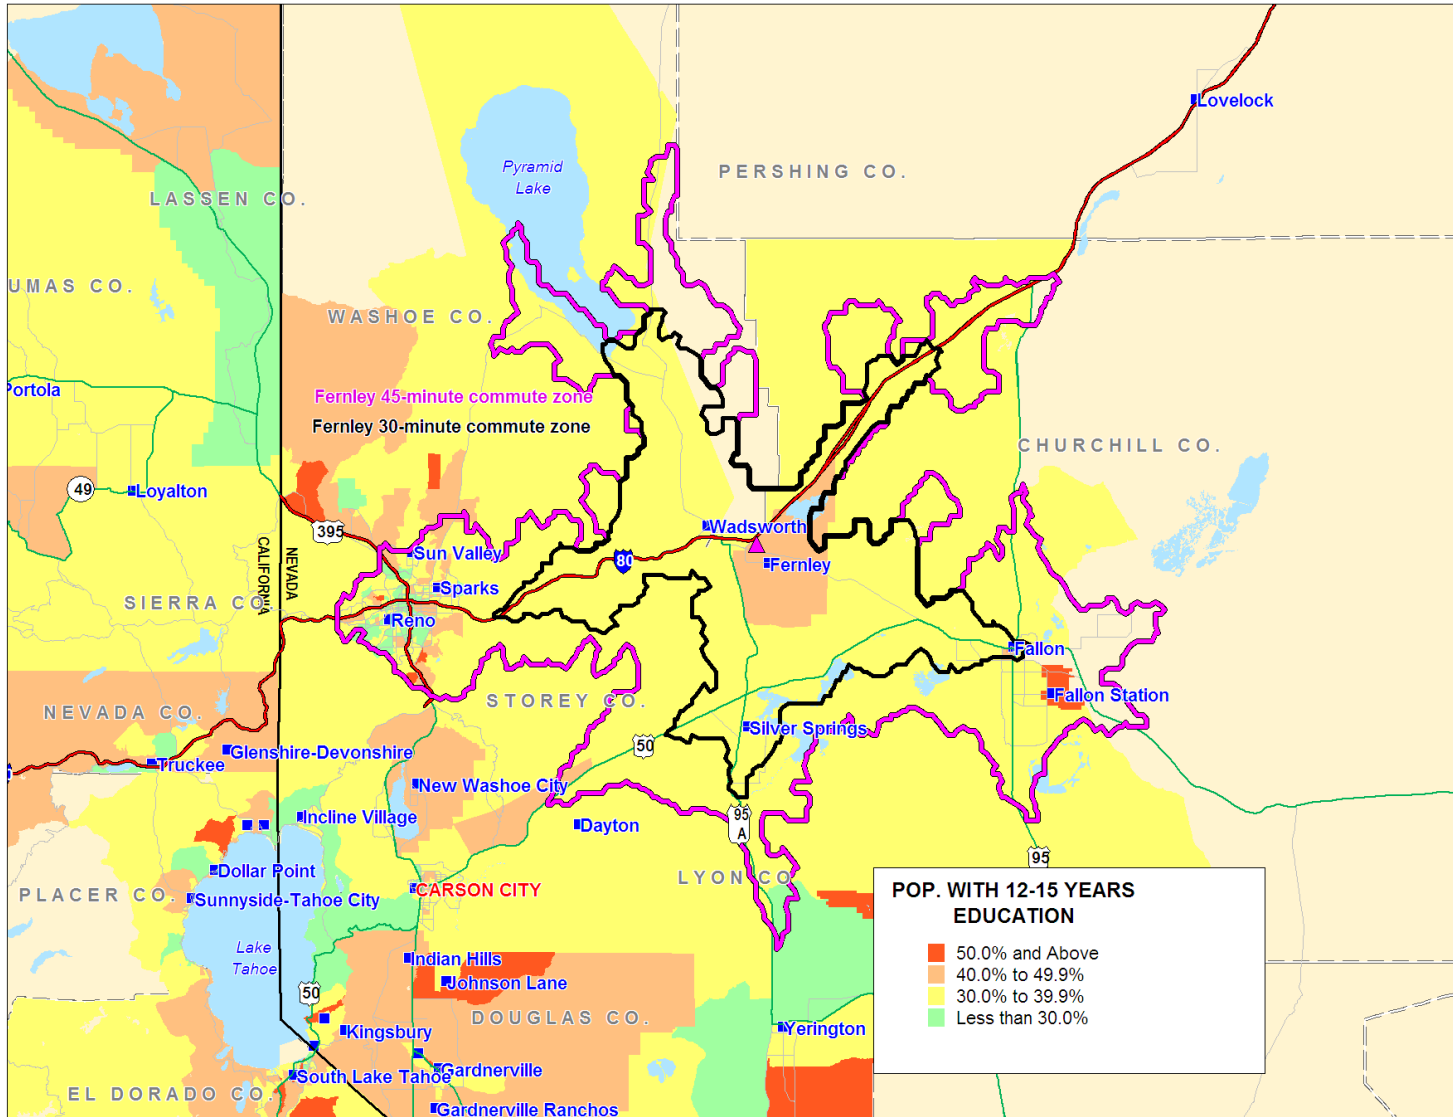 Lovelock
Pyramid
Lake
PERSHING CO.
LASSEN CO.
UMAS CO.
WASHOE CO.
Portola
Fernley 45-minute commute zone
Fernley 30-minute commute zone
CHURCHILL CO.
49
Loyalton
395
Wadsworth
Sun Valley
80
Fernley
CALIFORNIA
NEVADA
Sparks
SIERRA CO.
Reno
Fallon
Fallon Station
STOREY CO.
NEVADA CO.
Silver Springs
50
Glenshire-Devonshire
Truckee
New Washoe City
Incline Village
Dayton
95
A
95
Dollar Point
LYON CO
PLACER CO.
Sunnyside-Tahoe City
CARSON CITY
POP. WITH 12-15 YEARS
EDUCATION
50.0% and Above
40.0% to 49.9%
30.0% to 39.9%
Less than 30.0%
Lake
Tahoe
Indian Hills
Johnson Lane
50
DOUGLAS CO.
Kingsbury
Yerington
South Lake Tahoe
Gardnerville
EL DORADO CO.
Gardnerville Ranchos